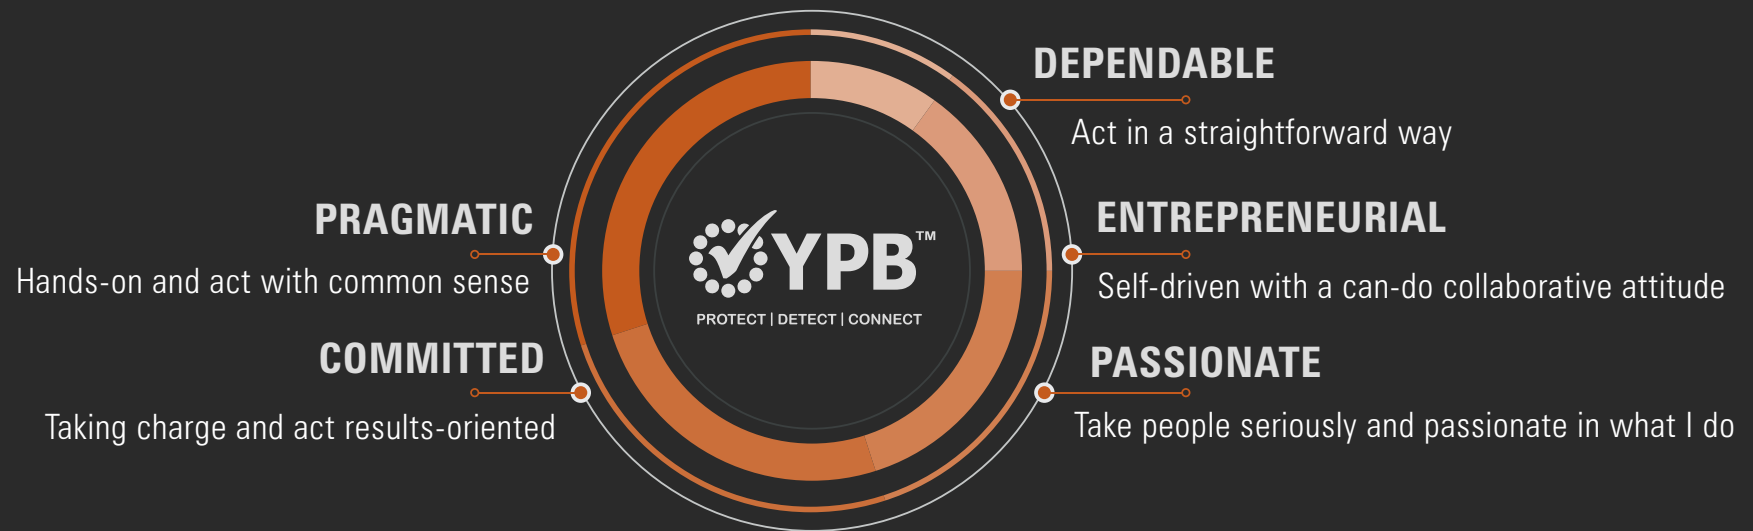 DEPENDABLE
Act in a straightforward way
PRAGMATIC
Hands-on and act with common sense
ENTREPRENEURIAL
Self-driven with a can-do collaborative attitude
YPB™
PROTECT | DETECT | CONNECT
COMMITTED
Taking charge and act results-oriented
PASSIONATE
Take people seriously and passionate in what I do